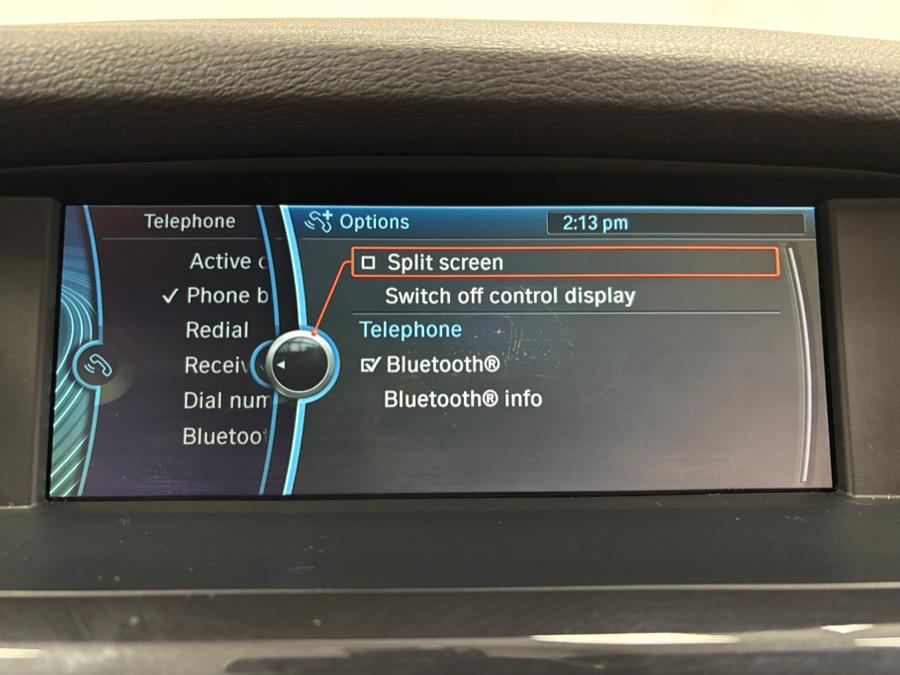 Telephone
Options
2:13 pm
Active
Phone b
Redial
Receiv
Dial num
Bluetoo
Split screen
Switch off control display
Telephone
Bluetooth®
Bluetooth® info